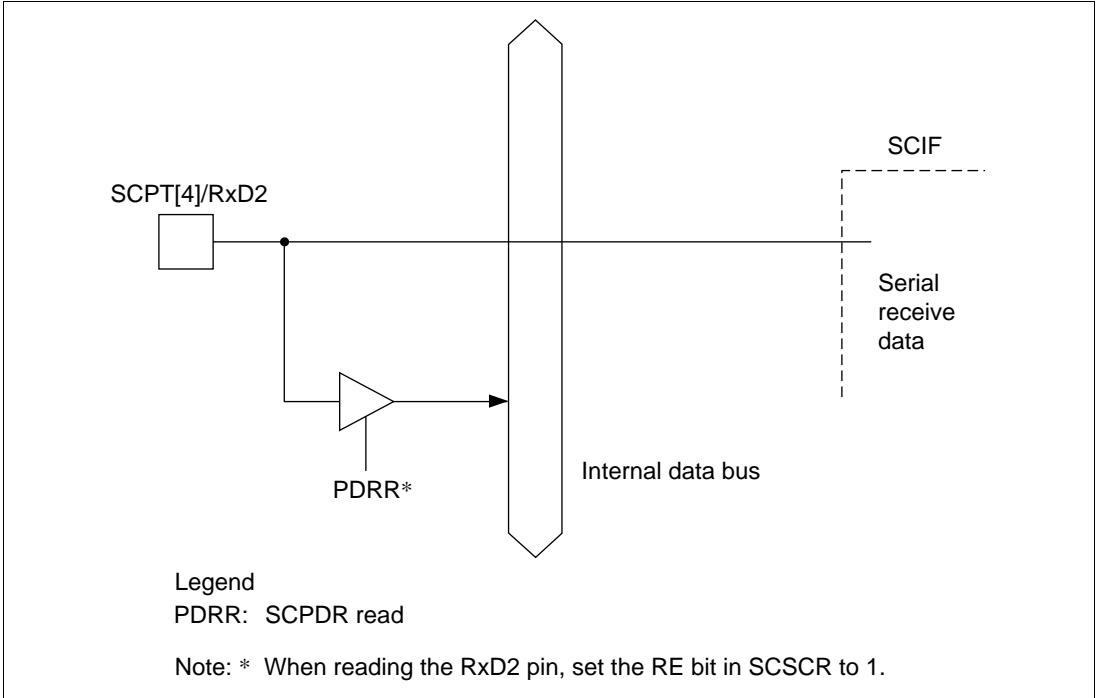 SCIF
SCPT[4]/RxD2
Serial
receive
data
PDRR*
Internal data bus
Legend
PDRR: SCPDR read
Note: * When reading the RxD2 pin, set the RE bit in SCSCR to 1.